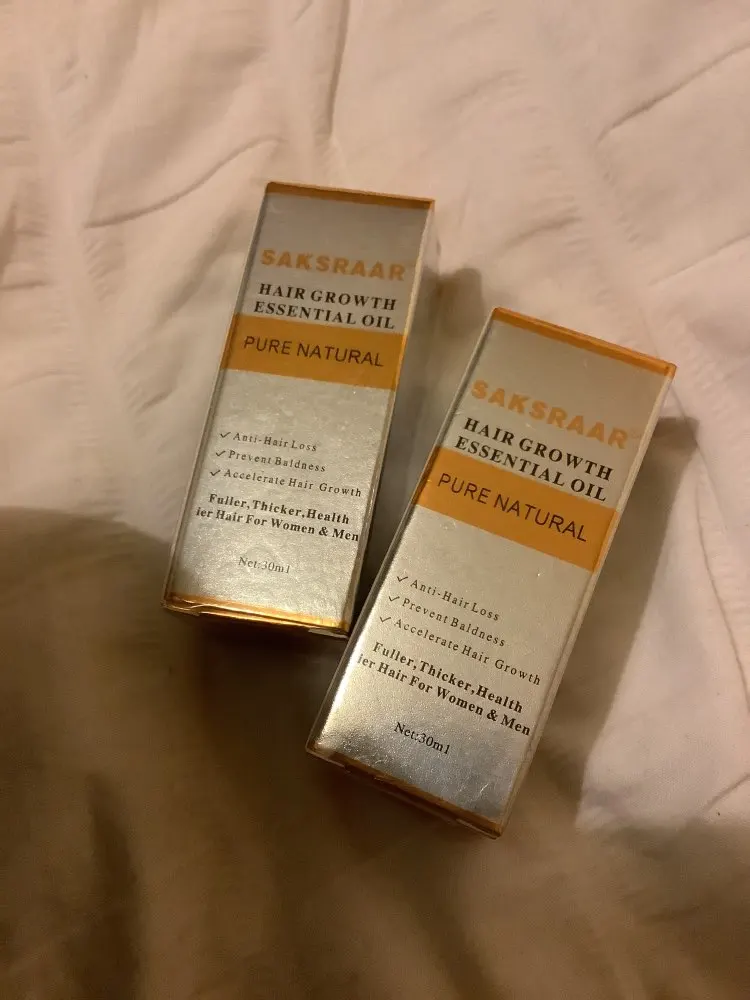 SAKSRAAR
HAIR GROWTH
ESSENTIAL OIL
PURE NATURAL
✓ Anti-Hair Loss
✓ Prevent Baldness
✓ Accelerate Hair Growth
Fuller,Thicker,Health
ier Hair For Women & Men
Net:30ml
SAKSRAAR
HAIR GROWTH
ESSENTIAL OIL
PURE NATURAL
✓ Anti-Hair Loss
✓ Prevent Baldness
✓ Accelerate Hair Growth
Fuller,Thicker,Health
ier Hair For Women & Men
Net:30ml